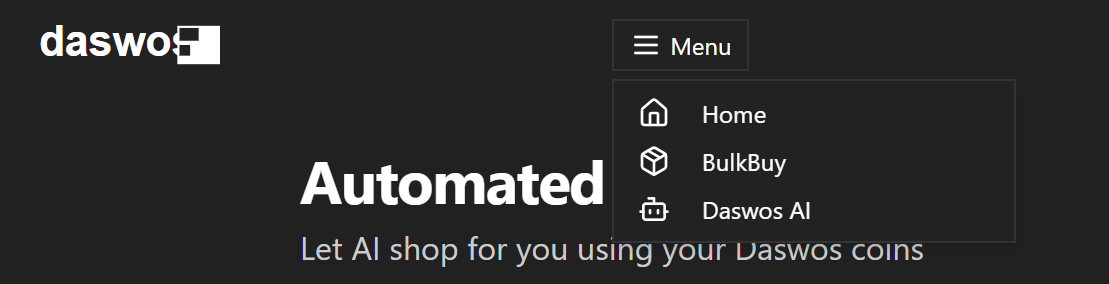 daswos
Menu
Home
BulkBuy
Daswos AI
Automated
Let AI shop for you using your Daswos coins